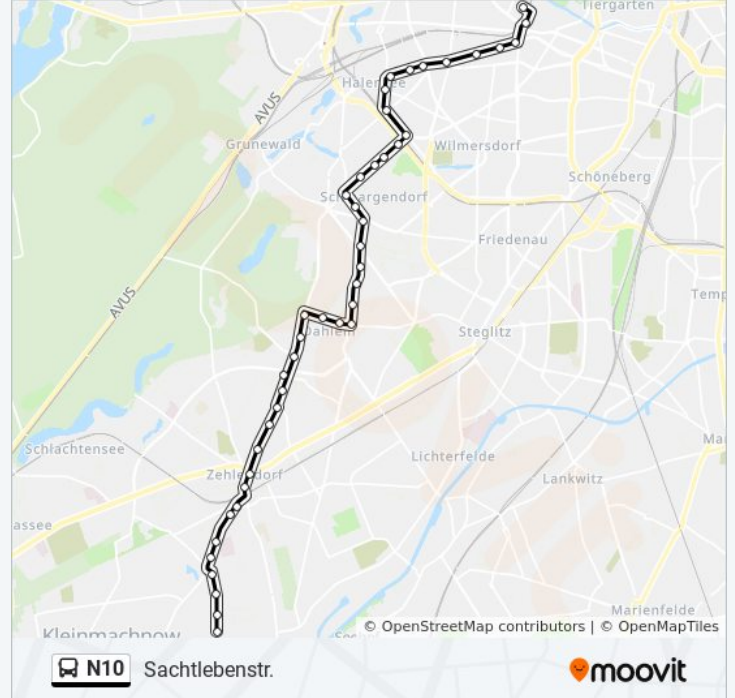 Tiergarten
Halensee
AVUS
Grunewald
Wilmersdorf
Schöneberg
Schmargendorf
Friedenau
AVUS
Temp
Dahlem
Steglitz
Schlachtensee
Lichterfelde
Ma
Zehlendorf
Lankwitz
assee
Marienfelde
Kleinmachnow
© OpenStreetMap contributors | © OpenMapTiles
N10 Sachtlebenstr.
moovit